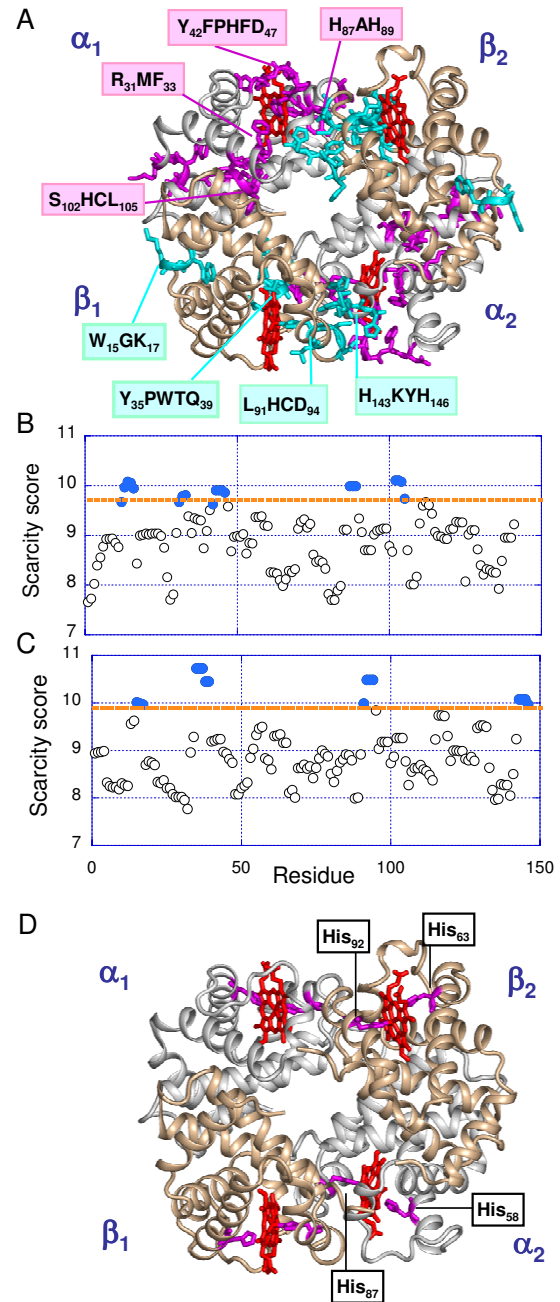 A
α1
Y42FPHFD47
H87AH89
β2
R31MF33
S102HCL105
β1
α2
W15GK17
Y35PWTQ39
L91HCD94
H143KYH146
B
11
10
9
8
7
Scarcity score
C
11
10
9
8
7
Scarcity score
0
50
100
150
Residue
D
α1
His92
His63
β2
β1
His58
α2
His87